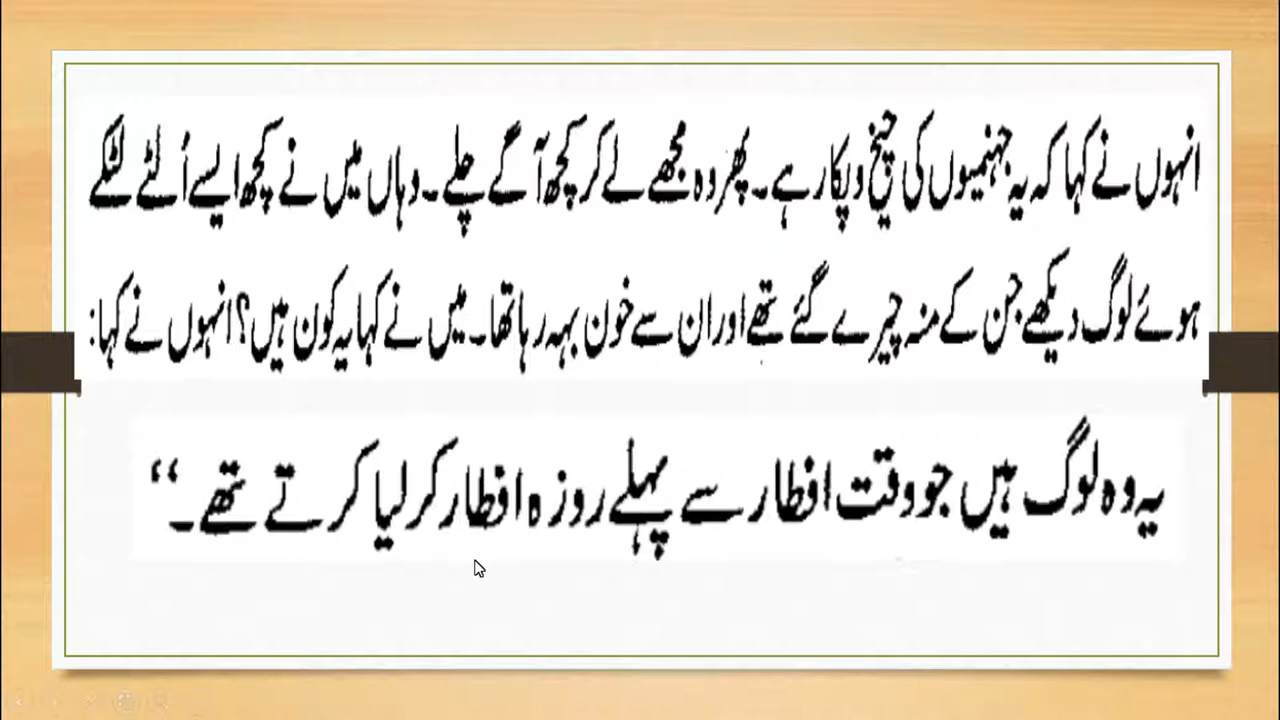 انہوں نے کہا کہ یہ جہنمیوں کی چیخ و پکار ہے۔ پھر وہ مجھے لے کر کچھ آگے چلے۔ وہاں میں نے کچھ ایسے اُلٹے لٹکے
ہوئے لوگ دیکھے جن کے منہ چیرے گئے تھے اور ان سے خون بہہ رہا تھا۔ میں نے کہا یہ کون ہیں؟ انہوں نے کہا:
یہ وہ لوگ ہیں جو وقت افطار سے پہلے روزہ افطار کر لیا کرتے تھے۔‘‘